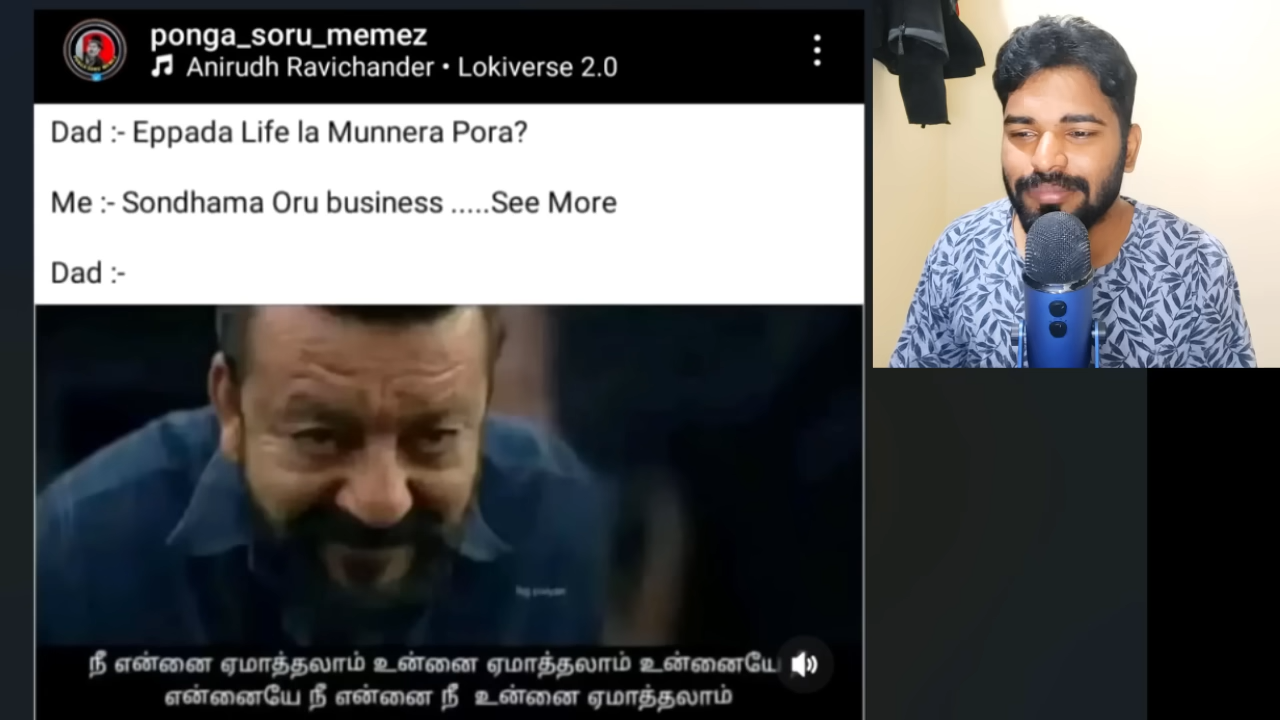 ponga_soru_memez
Anirudh Ravichander • Lokiverse 2.0
Dad :- Eppada Life la Munnera Pora?
Me :- Sondhama Oru business .....See More
Dad :-
நீ என்னை ஏமாத்தலாம் உன்னை ஏமாத்தலாம் உன்னையே
என்னையே நீ என்னை நீ உன்னை ஏமாத்தலாம்